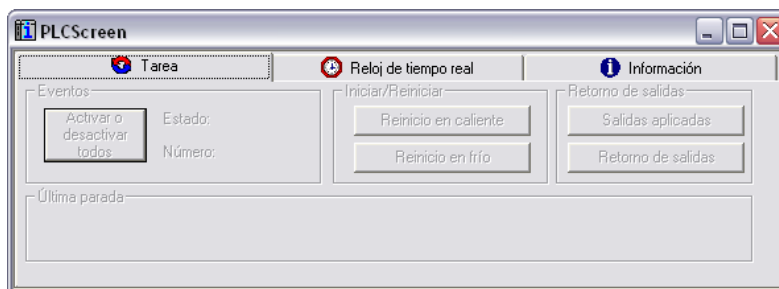 PLCScreen
Tarea
Reloj de tiempo real
Información
Eventos
Activar o
desactivar
todos
Estado:
Número:
Iniciar/Reiniciar
Reinicio en caliente
Reinicio en frío
Retorno de salidas
Salidas aplicadas
Retorno de salidas
Última parada